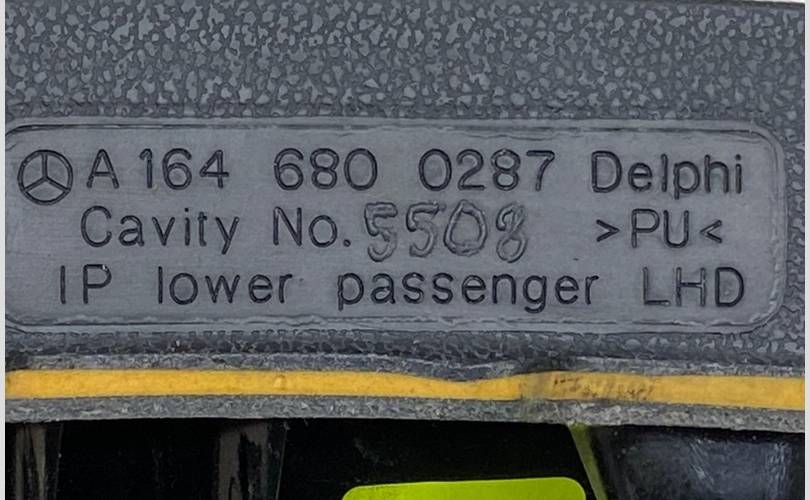 A 164 680 0287 Delphi
Cavity No. 5508 >PU<
IP lower passenger LHD